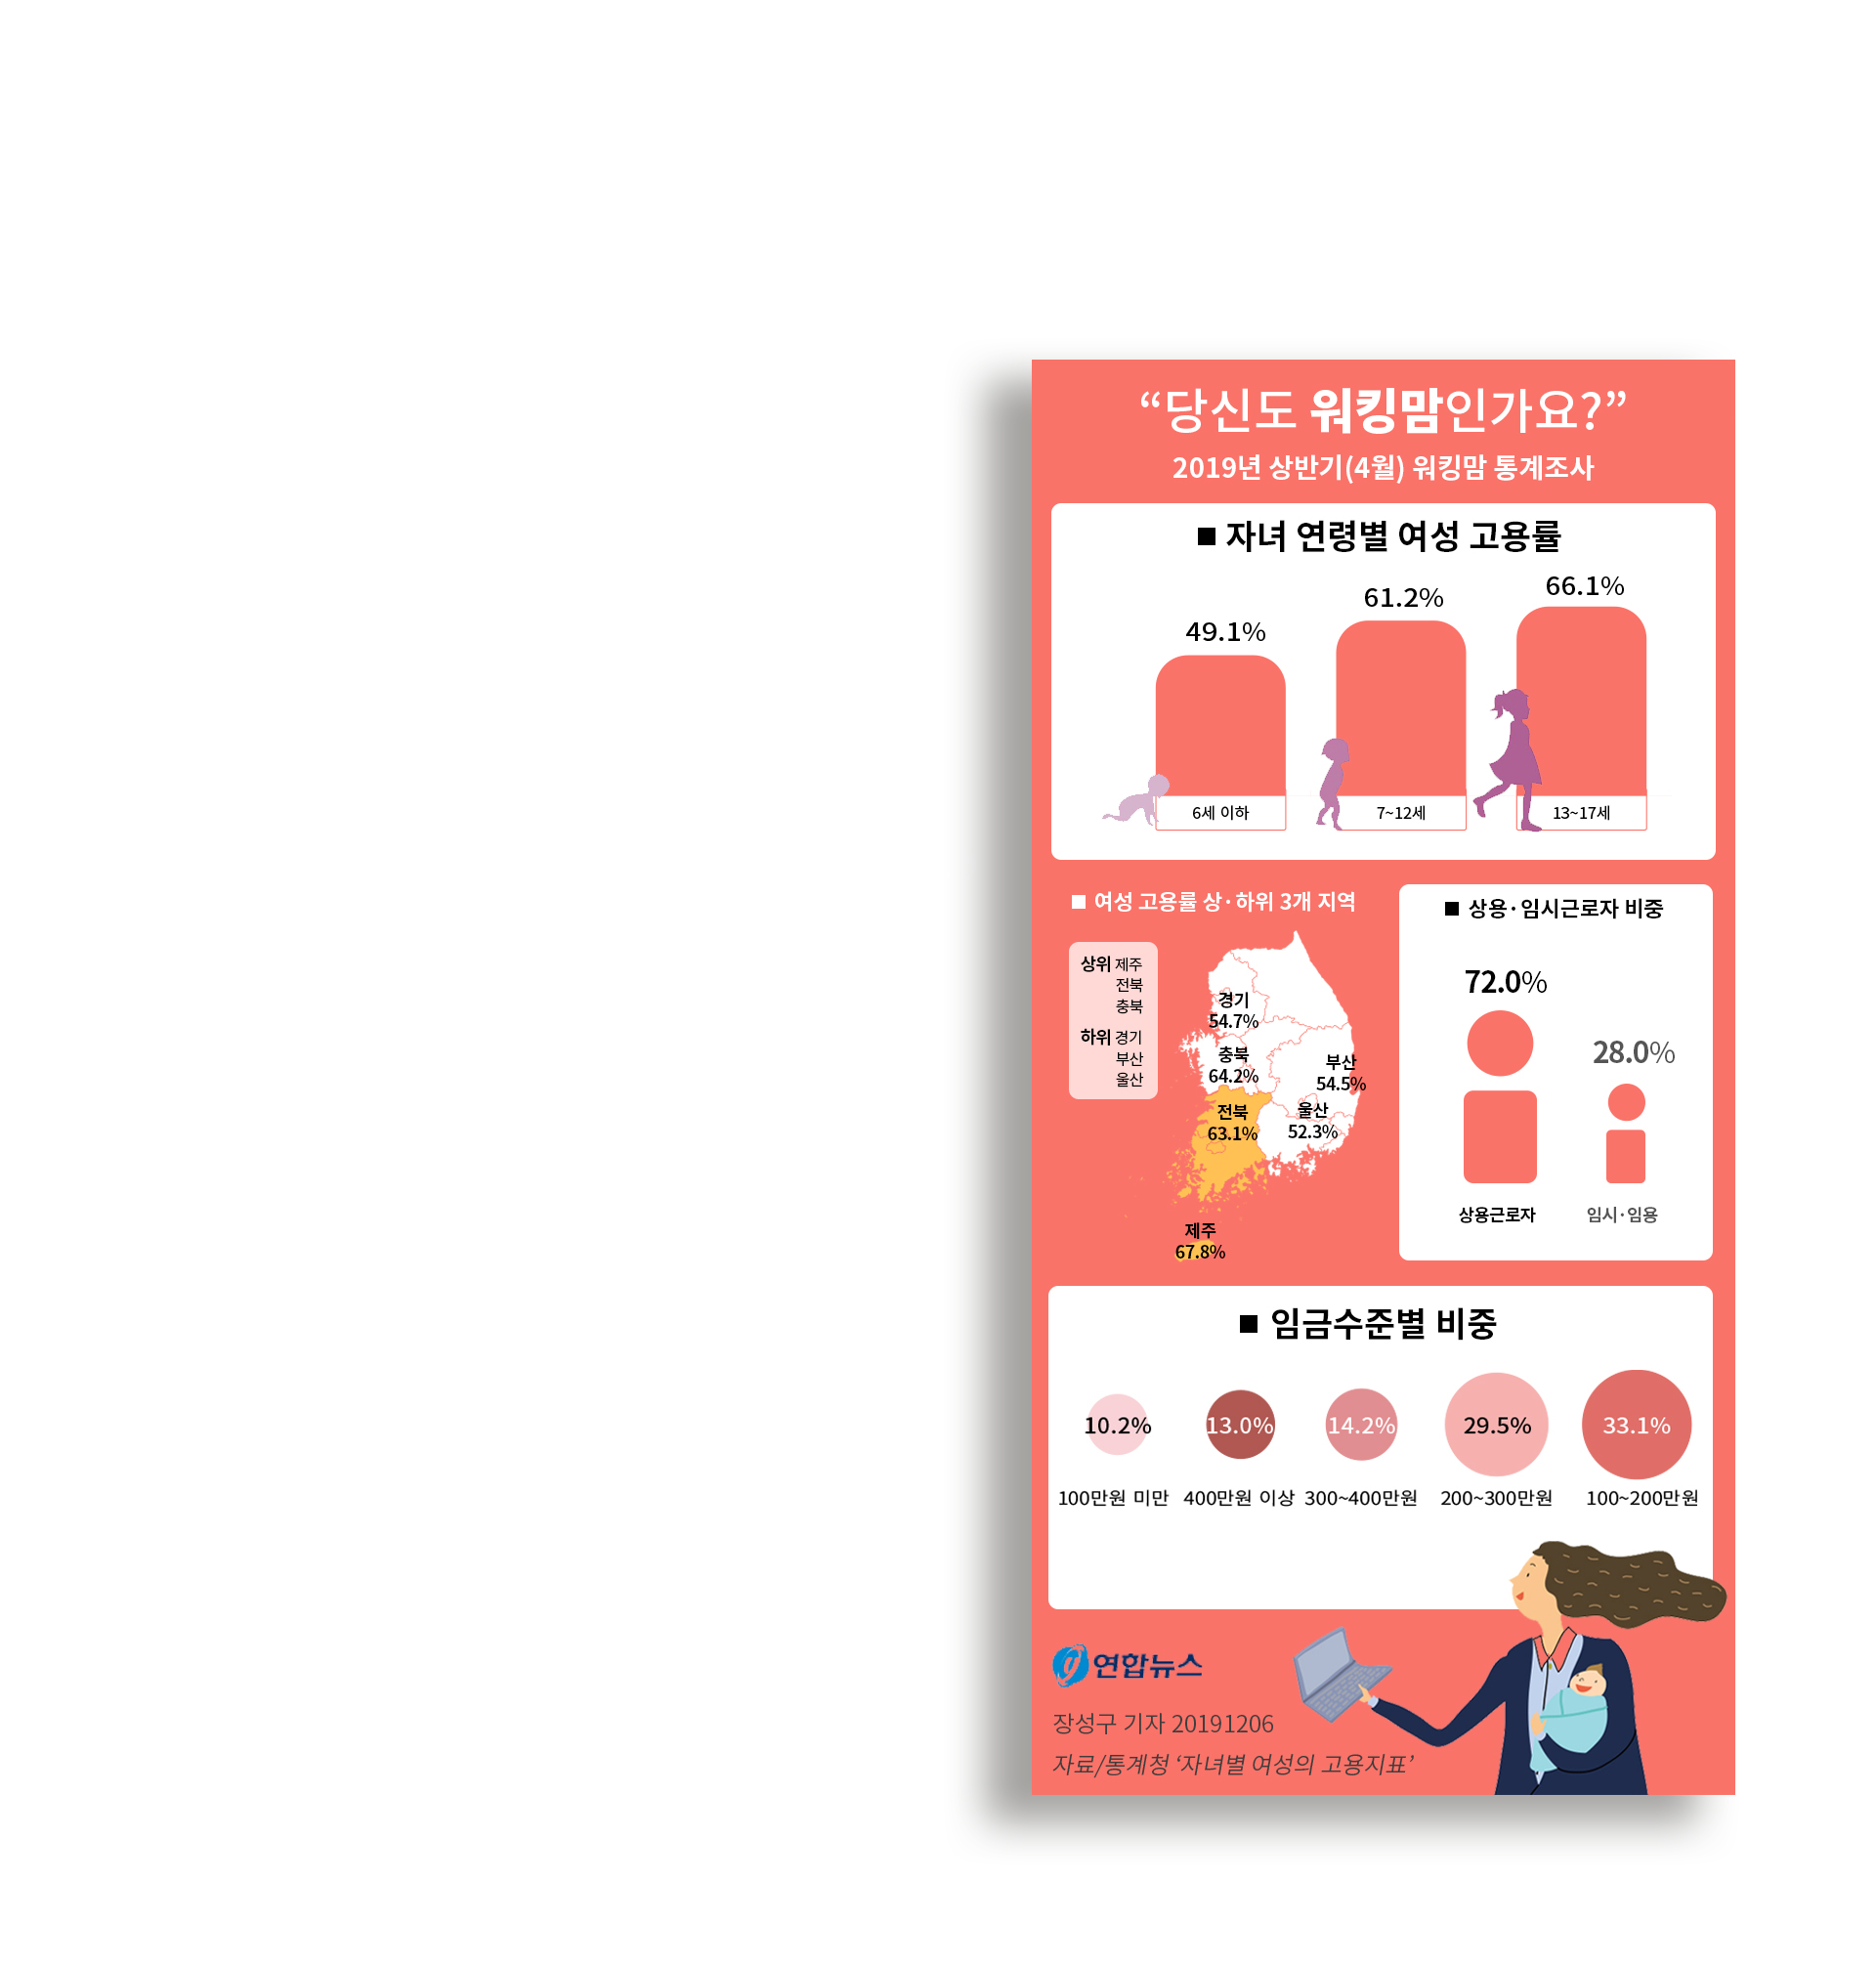 “당신도 워킹맘인가요?”
2019년 상반기(4월) 워킹맘 통계조사
■ 자녀 연령별 여성 고용률
49.1%
61.2%
66.1%
6세 이하
7~12세
13~17세
■ 여성 고용률 상·하위 3개 지역
상위 제주
전북
충북
하위 경기
부산
울산
경기
54.7%
충북
64.2%
부산
54.5%
전북
63.1%
울산
52.3%
제주
67.8%
■ 상용·임시근로자 비중
72.0%
28.0%
상용근로자
임시·임용
■ 임금수준별 비중
10.2%
13.0%
14.2%
29.5%
33.1%
100만원 미만
400만원 이상
300~400만원
200~300만원
100~200만원
연합뉴스
장성구 기자 20191206
자료/통계청 ‘자녀별 여성의 고용지표’